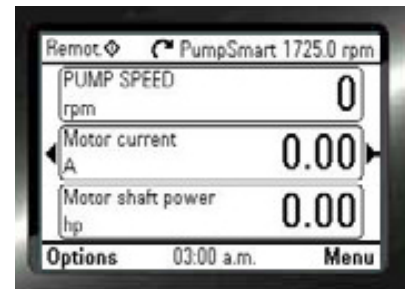 Remot. PumpSmart 1725.0 rpm
PUMP SPEED
rpm
0
Motor current
A
0.00
Motor shaft power
hp
0.00
Options 03:00 a.m. Menu